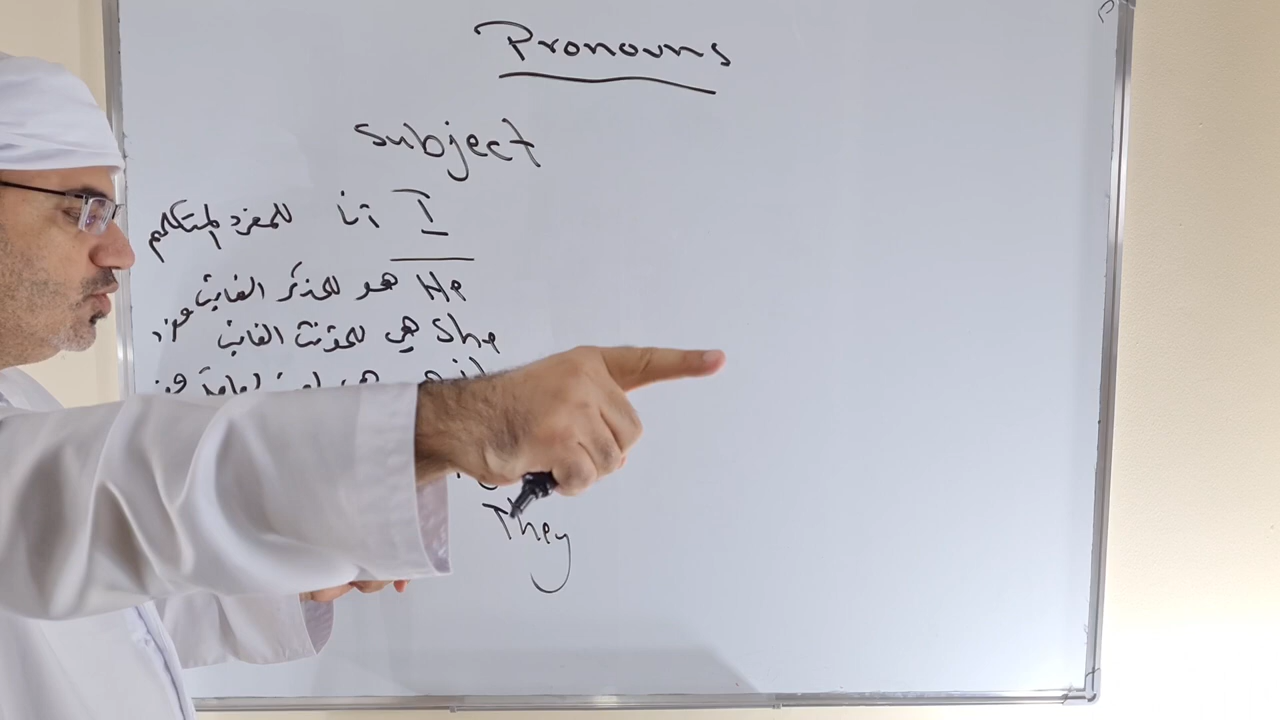 Pronouns
Subject
I أنا للمفرد المتكلم
He هو للمذكر الغائب
She هي للمؤنث الغائب مفرد
They